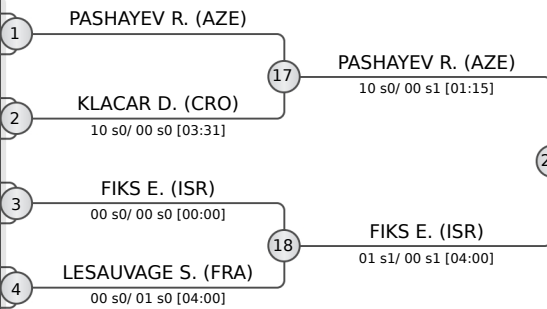 1
PASHAYEV R. (AZE)
17
PASHAYEV R. (AZE)
10 s0/ 00 s1 [01:15]
2
KLACAR D. (CRO)
10 s0/ 00 s0 [03:31]
3
FIKS E. (ISR)
00 s0/ 00 s0 [00:00]
18
FIKS E. (ISR)
01 s1/ 00 s1 [04:00]
4
LESAUVAGE S. (FRA)
00 s0/ 01 s0 [04:00]